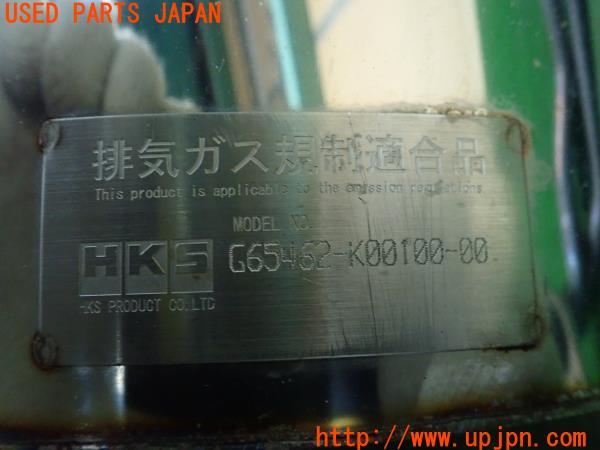 USED PARTS JAPAN
排気ガス規制適合品
This product is applicable to the emission regulations.
MODEL NO.
HKS G65462-K00100-00
HKS PRODUCT CO.LTD
http://www.upjpn.com/